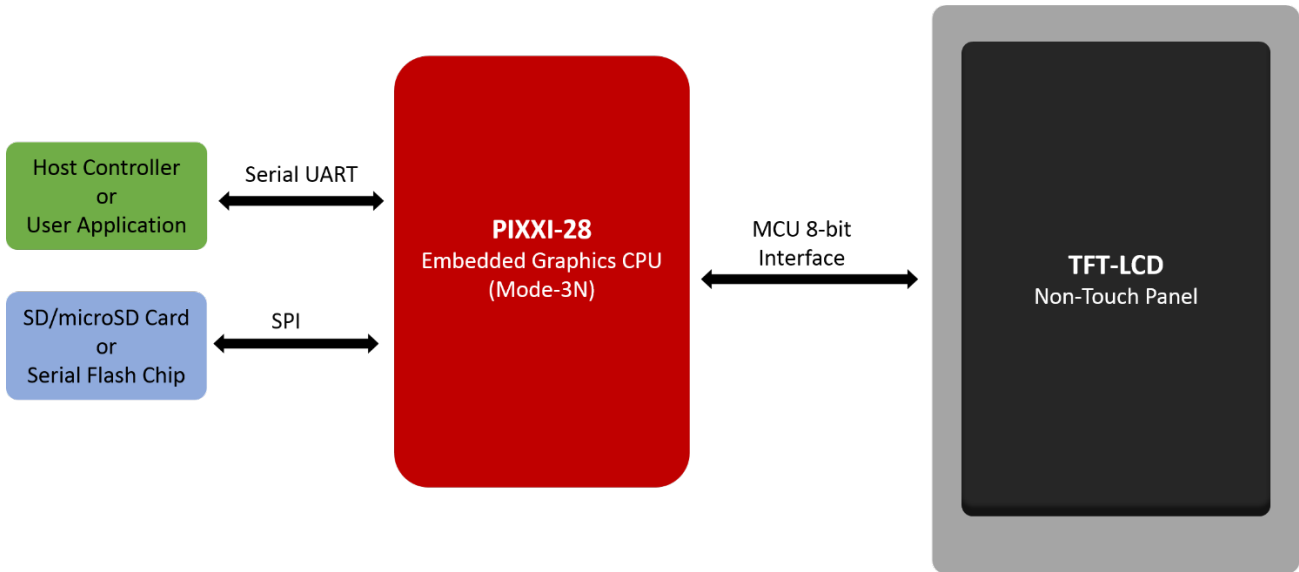 Host Controller
or
User Application
Serial UART
SD/microSD Card
or
Serial Flash Chip
SPI
PIXXI-28
Embedded Graphics CPU
(Mode-3N)
MCU 8-bit
Interface
TFT-LCD
Non-Touch Panel